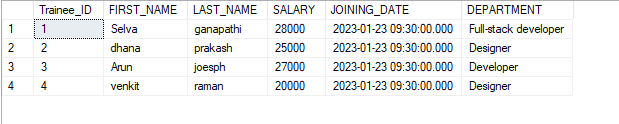 Trainee_ID FIRST_NAME LAST_NAME SALARY JOINING_DATE DEPARTMENT
1 1 Selva ganapathi 28000 2023-01-23 09:30:00.000 Full-stack developer
2 2 dhana prakash 25000 2023-01-23 09:30:00.000 Designer
3 3 Arun joesph 27000 2023-01-23 09:30:00.000 Developer
4 4 venkit raman 20000 2023-01-23 09:30:00.000 Designer